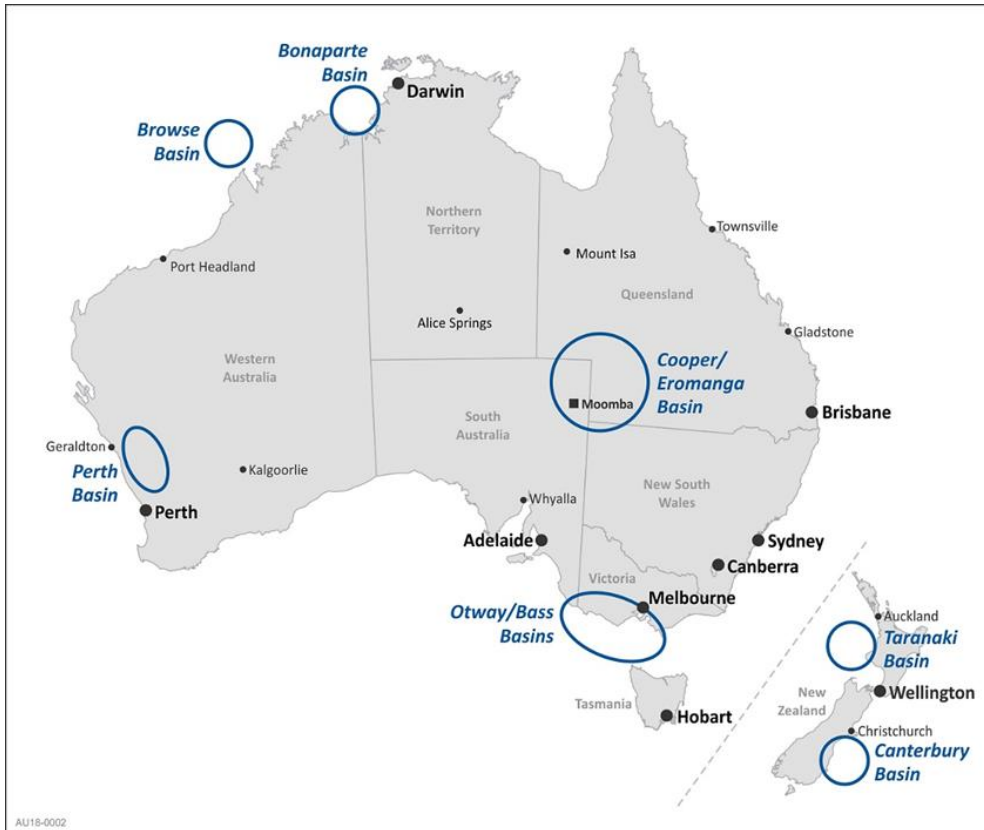 Bonaparte
Basin
Darwin
Browse
Basin
Northern
Territory
Townsville
Mount Isa
Port Headland
Queensland
Alice Springs
Gladstone
Western
Australia
Cooper/
Eromanga
Basin
Moomba
Brisbane
South
Australia
Geraldton
Perth
Basin
Kalgoorlie
New South
Wales
Whyalla
Perth
Adelaide
Sydney
Canberra
Victoria
Melbourne
Otway/Bass
Basins
Auckland
Taranaki
Basin
Tasmania
Hobart
New
Zealand
Wellington
Christchurch
Canterbury
Basin
AU18-0002